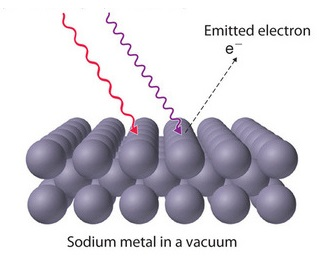 Emitted electron
e⁻
Sodium metal in a vacuum